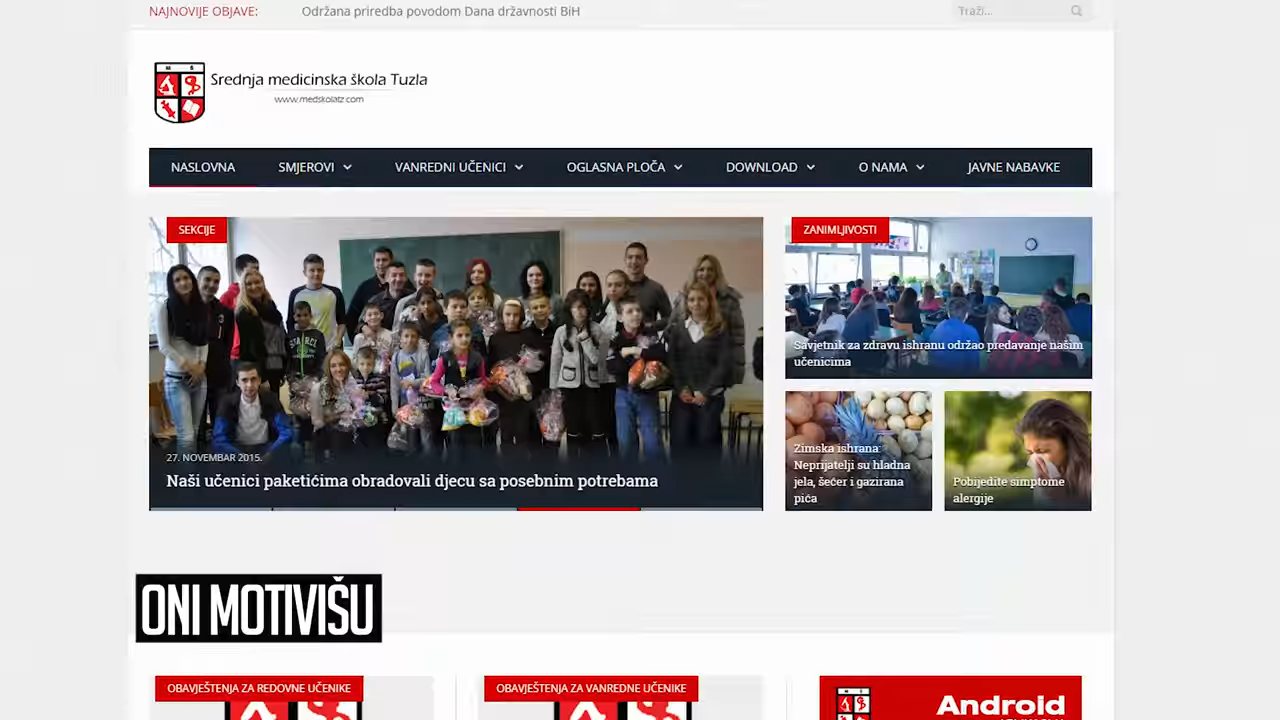 NAJNOVIJE OBJAVE:
Održana priredba povodom Dana državnosti BiH
Traži...
M Š
Srednja medicinska škola Tuzla
www.medskolatz.com
NASLOVNA
SMJEROVI
VANREDNI UČENICI
OGLASNA PLOČA
DOWNLOAD
O NAMA
JAVNE NABAVKE
SEKCIJE
27. NOVEMBAR 2015.
Naši učenici paketićima obradovali djecu sa posebnim potrebama
ZANIMLJIVOSTI
Savjetnik za zdravu ishranu održao predavanje našim
učenicima
Zimska ishrana:
Neprijatelji su hladna
jela, šećer i gazirana
pića
Pobijedite simptome
alergije
ONI MOTIVIŠU
OBAVJEŠTENJA ZA REDOVNE UČENIKE
OBAVJEŠTENJA ZA VANREDNE UČENIKE
Android